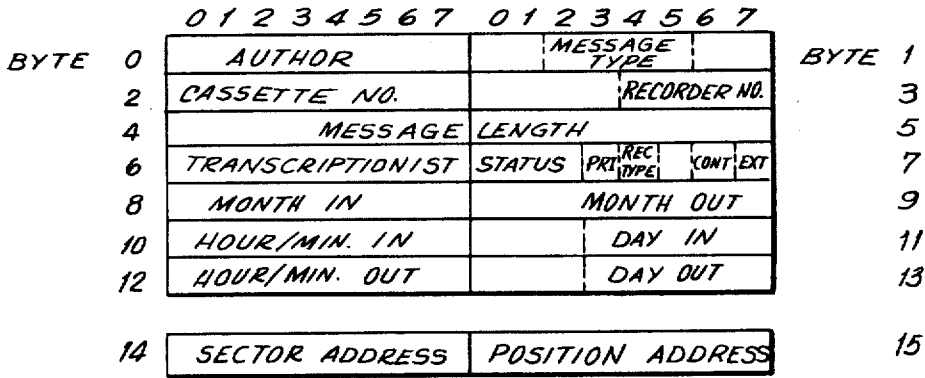 0 1 2 3 4 5 6 7 0 1 2 3 4 5 6 7
BYTE 0 AUTHOR MESSAGE TYPE BYTE 1
2 CASSETTE NO. RECORDER NO. 3
4 MESSAGE LENGTH 5
6 TRANSCRIPTIONIST STATUS PRI REC TYPE CONT EXT 7
8 MONTH IN MONTH OUT 9
10 HOUR/MIN. IN DAY IN 11
12 HOUR/MIN. OUT DAY OUT 13
14 SECTOR ADDRESS POSITION ADDRESS 15